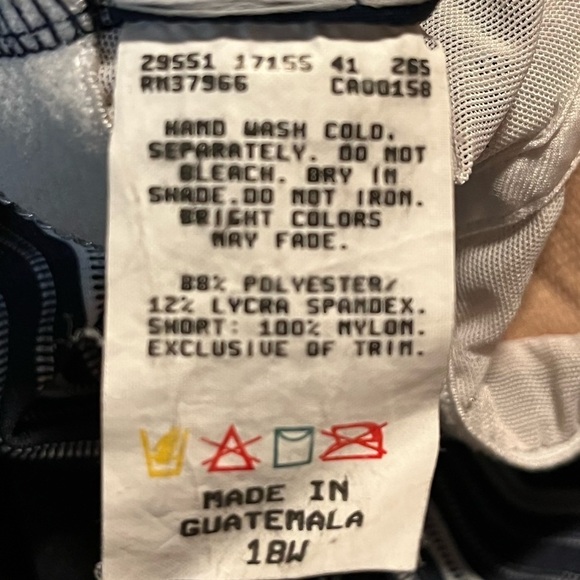 29551 17155 41 265
RM37966 CA00158
HAND WASH COLD.
SEPARATELY. DO NOT
BLEACH. DRY IN
SHADE.DO NOT IRON.
BRIGHT COLORS
MAY FADE.
88% POLYESTER/
12% LYCRA SPANDEX.
SHORT: 100% NYLON.
EXCLUSIVE OF TRIM.
MADE IN
GUATEMALA
18W